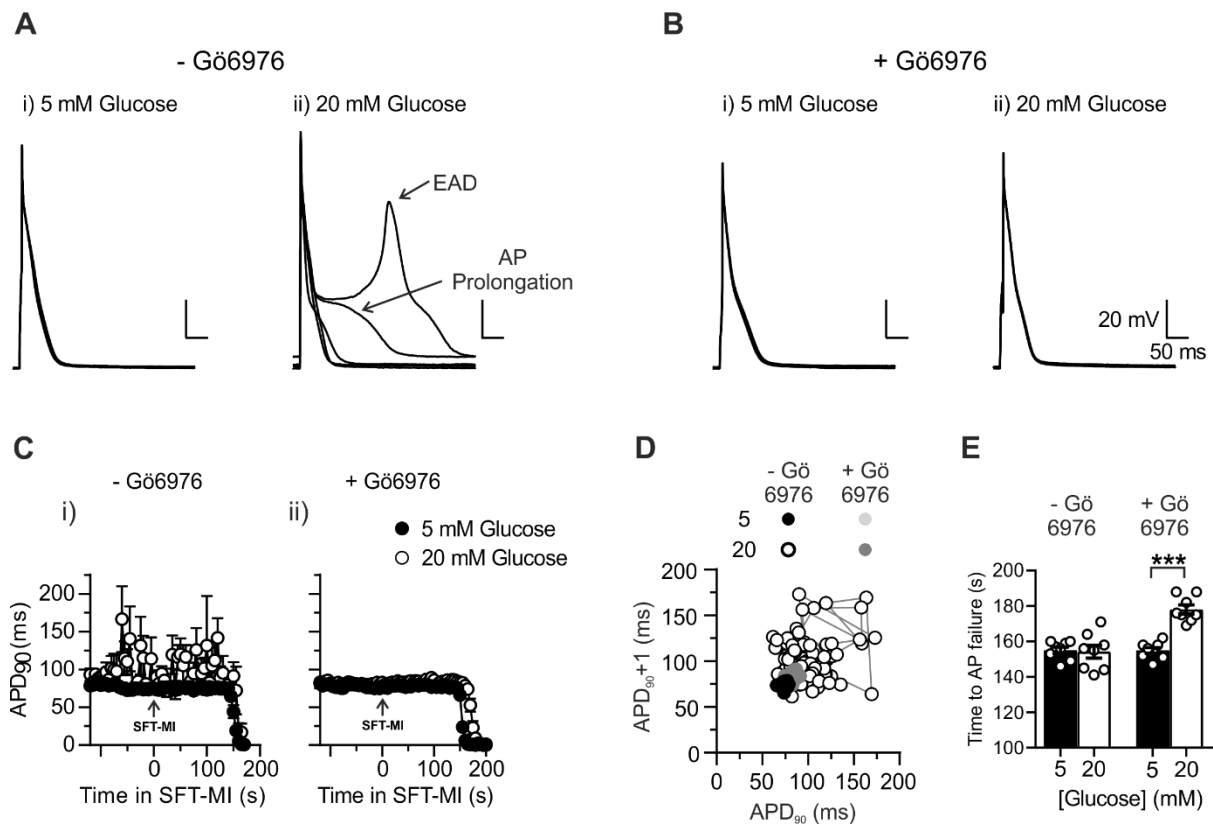 A
- Gö6976
i) 5 mM Glucose
ii) 20 mM Glucose
EAD
AP
Prolongation
B
+ Gö6976
i) 5 mM Glucose
ii) 20 mM Glucose
20 mV
50 ms
C
- Gö6976
+ Gö6976
i)
ii)
5 mM Glucose
20 mM Glucose
APD90 (ms)
200
150
100
50
0
SFT-MI
SFT-MI
0 100 200
0 100 200
Time in SFT-MI (s)
Time in SFT-MI (s)
D
- Gö + Gö
6976 6976
5
20
APD90+1 (ms)
200
150
100
50
0
0 50 100 150 200
APD90 (ms)
E
- Gö + Gö
6976 6976
***
Time to AP failure (s)
200
180
160
140
120
100
5 20 5 20
[Glucose] (mM)